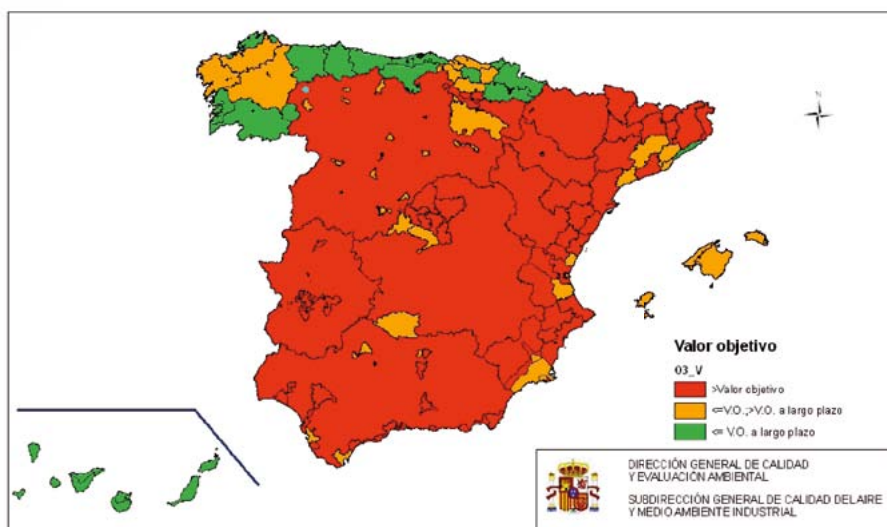 N
Valor objetivo
O3_V
>Valor objetivo
<=V.O.;>V.O. a largo plazo
<= V.O. a largo plazo
DIRECCIÓN GENERAL DE CALIDAD
Y EVALUACIÓN AMBIENTAL
SUBDIRECCIÓN GENERAL DE CALIDAD DEL AIRE
Y MEDIO AMBIENTE INDUSTRIAL